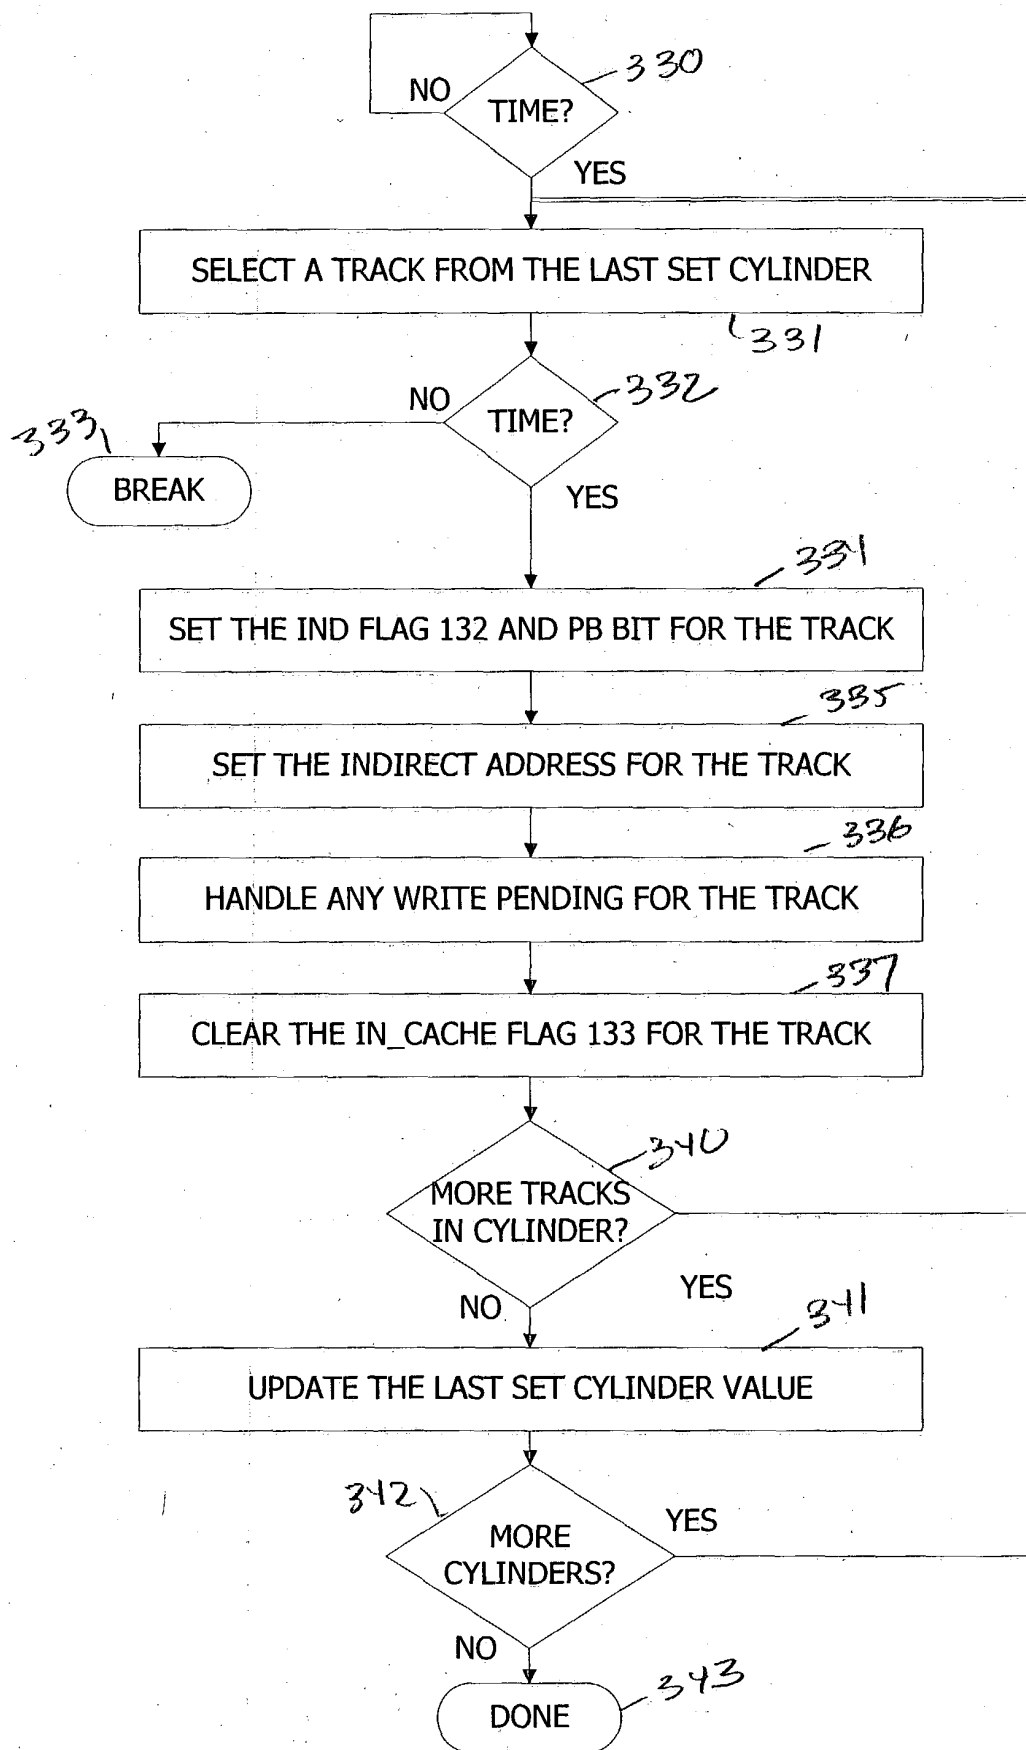 330
NO
TIME?
YES
SELECT A TRACK FROM THE LAST SET CYLINDER
331
332
NO
TIME?
333
BREAK
YES
334
SET THE IND FLAG 132 AND PB BIT FOR THE TRACK
335
SET THE INDIRECT ADDRESS FOR THE TRACK
336
HANDLE ANY WRITE PENDING FOR THE TRACK
337
CLEAR THE IN_CACHE FLAG 133 FOR THE TRACK
340
MORE TRACKS
IN CYLINDER?
YES
NO
341
UPDATE THE LAST SET CYLINDER VALUE
342
YES
MORE
CYLINDERS?
NO
343
DONE